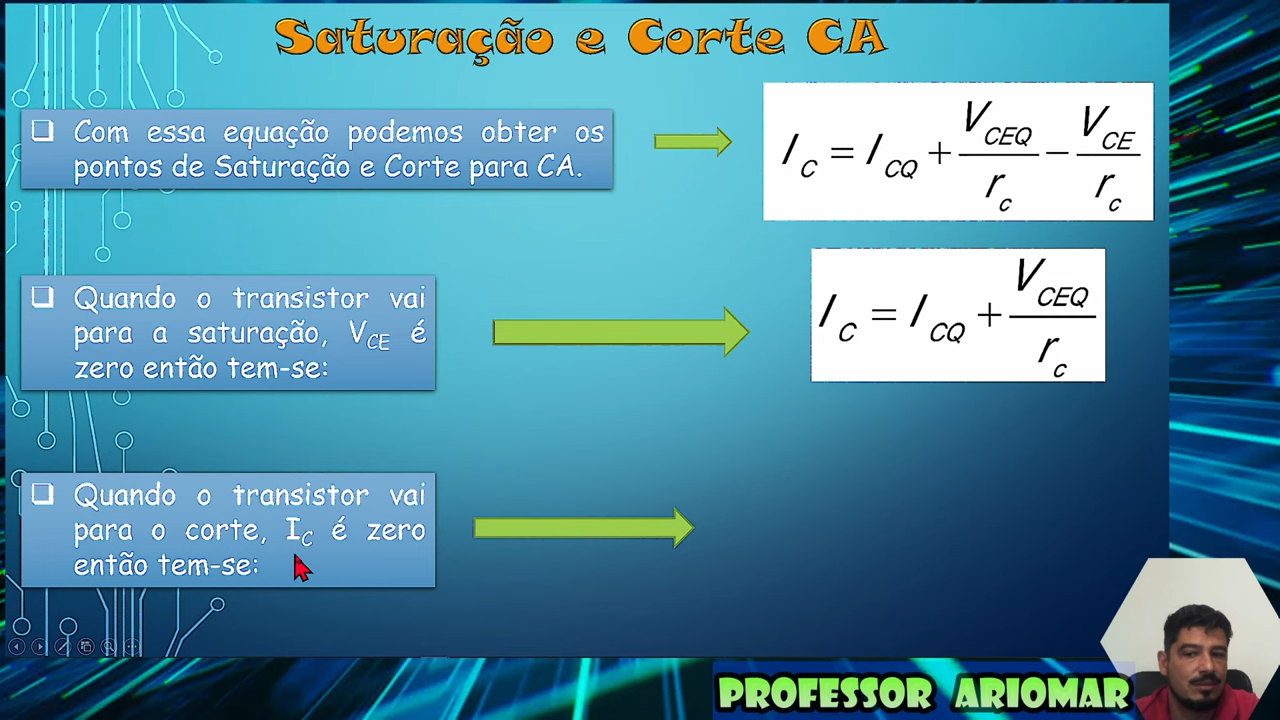 Saturação e Corte CA
Com essa equação podemos obter os
pontos de Saturação e Corte para CA.
I_C = I_CQ + V_CEQ/r_c − V_CE/r_c
Quando o transistor vai
para a saturação, V_CE é
zero então tem-se:
I_C = I_CQ + V_CEQ/r_c
Quando o transistor vai
para o corte, I_C é zero
então tem-se:
PROFESSOR ARIOMAR